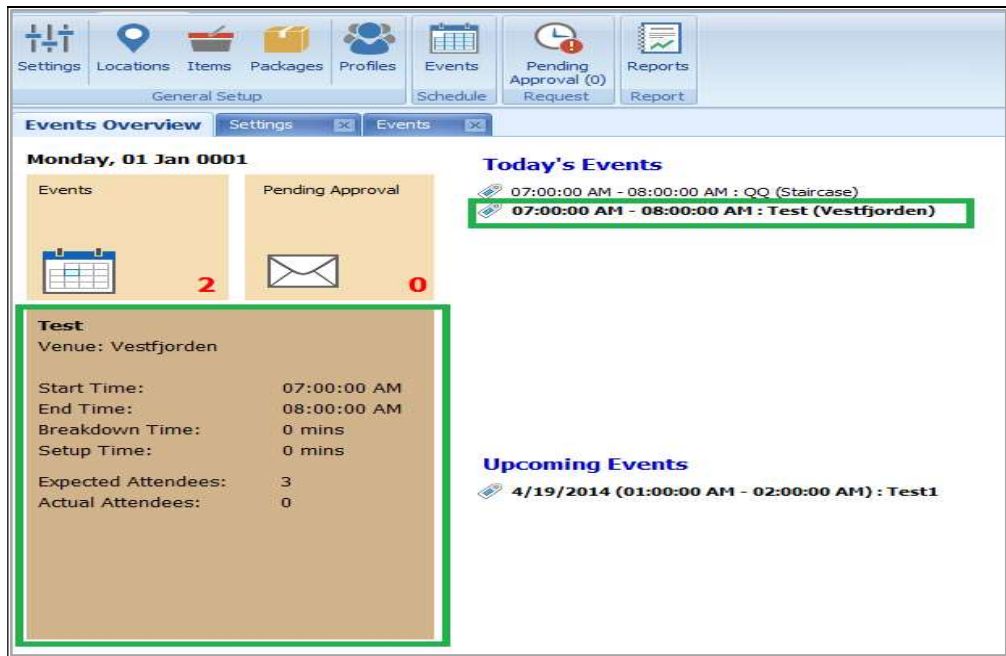 Settings Locations Items Packages Profiles Events Pending Approval (0) Reports
General Setup Schedule Request Report
Events Overview Settings Events
Monday, 01 Jan 0001
Events
2
Pending Approval
0
Test
Venue: Vestfjorden
Start Time: 07:00:00 AM
End Time: 08:00:00 AM
Breakdown Time: 0 mins
Setup Time: 0 mins
Expected Attendees: 3
Actual Attendees: 0
Today's Events
07:00:00 AM - 08:00:00 AM : QQ (Staircase)
07:00:00 AM - 08:00:00 AM : Test (Vestfjorden)
Upcoming Events
4/19/2014 (01:00:00 AM - 02:00:00 AM) : Test1